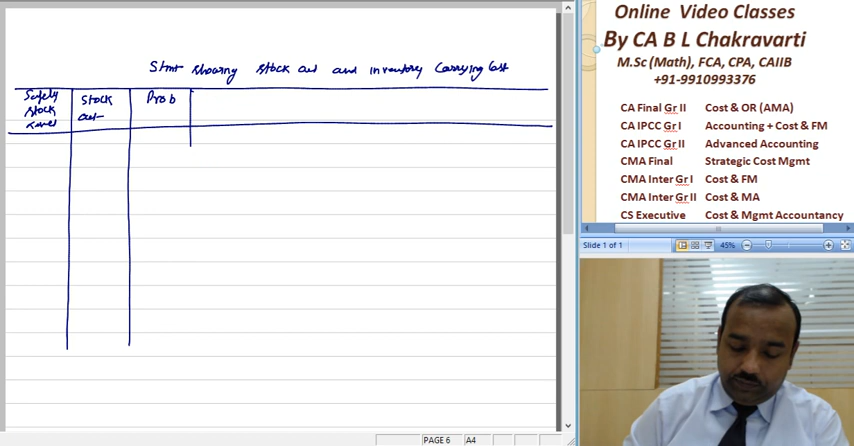 Stmt showing stock out and inventory carrying cost
Safety
stock
Level
Stock
out
Prob
PAGE 6 A4
Online Video Classes
By CA B L Chakravarti
M.Sc (Math), FCA, CPA, CAIIB
+91-9910993376
CA Final Gr II Cost & OR (AMA)
CA IPCC Gr I Accounting + Cost & FM
CA IPCC Gr II Advanced Accounting
CMA Final Strategic Cost Mgmt
CMA Inter Gr I Cost & FM
CMA Inter Gr II Cost & MA
CS Executive Cost & Mgmt Accountancy
Slide 1 of 1 45%